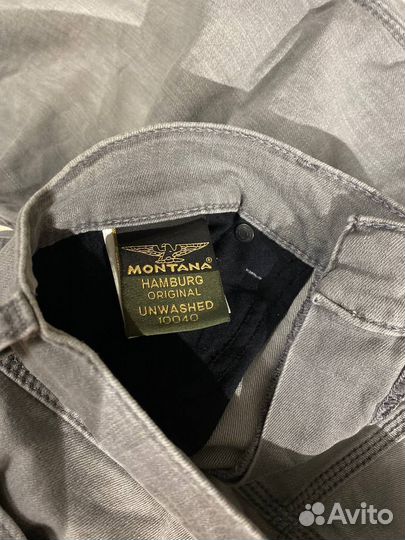 MONTANA
HAMBURG
ORIGINAL
UNWASHED
10040
Avito